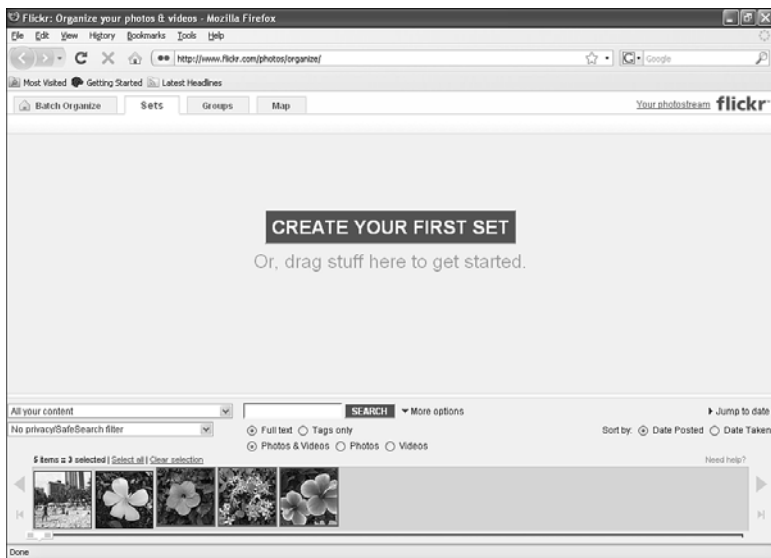 Flickr: Organize your photos & videos - Mozilla Firefox
File Edit View History Bookmarks Tools Help
http://www.flickr.com/photos/organize/ Google
Most Visited Getting Started Latest Headlines
Batch Organize Sets Groups Map Your photostream flickr
CREATE YOUR FIRST SET
Or, drag stuff here to get started.
All your content SEARCH More options Jump to date
No privacy/SafeSearch filter Full text Tags only Sort by: Date Posted Date Taken
Photos & Videos Photos Videos
5 items :: 3 selected | Select all | Clear selection Need help?
Done